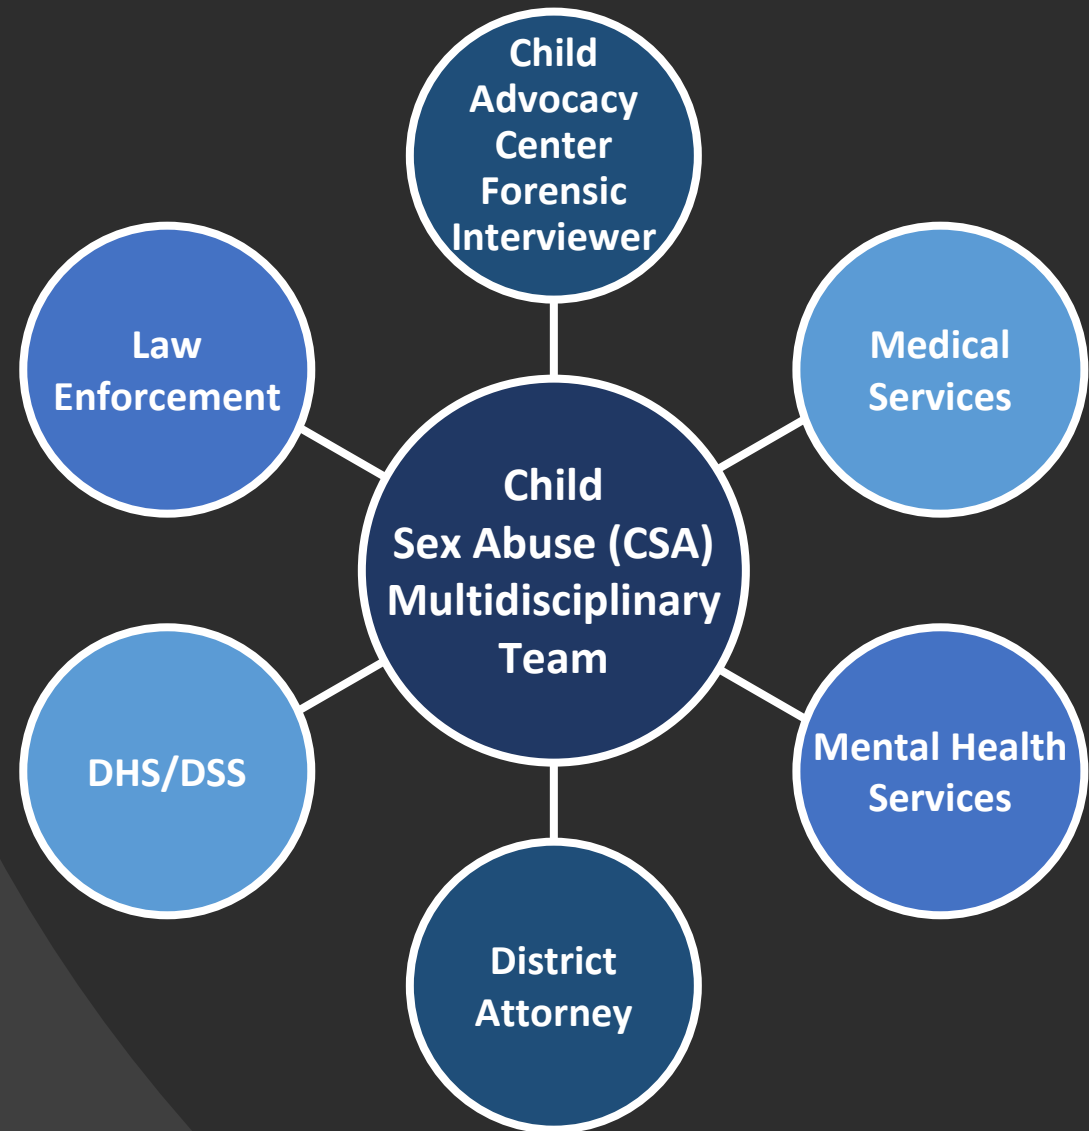 Child
Advocacy
Center
Forensic
Interviewer
Law
Enforcement
Medical
Services
Child
Sex Abuse (CSA)
Multidisciplinary
Team
DHS/DSS
Mental Health
Services
District
Attorney